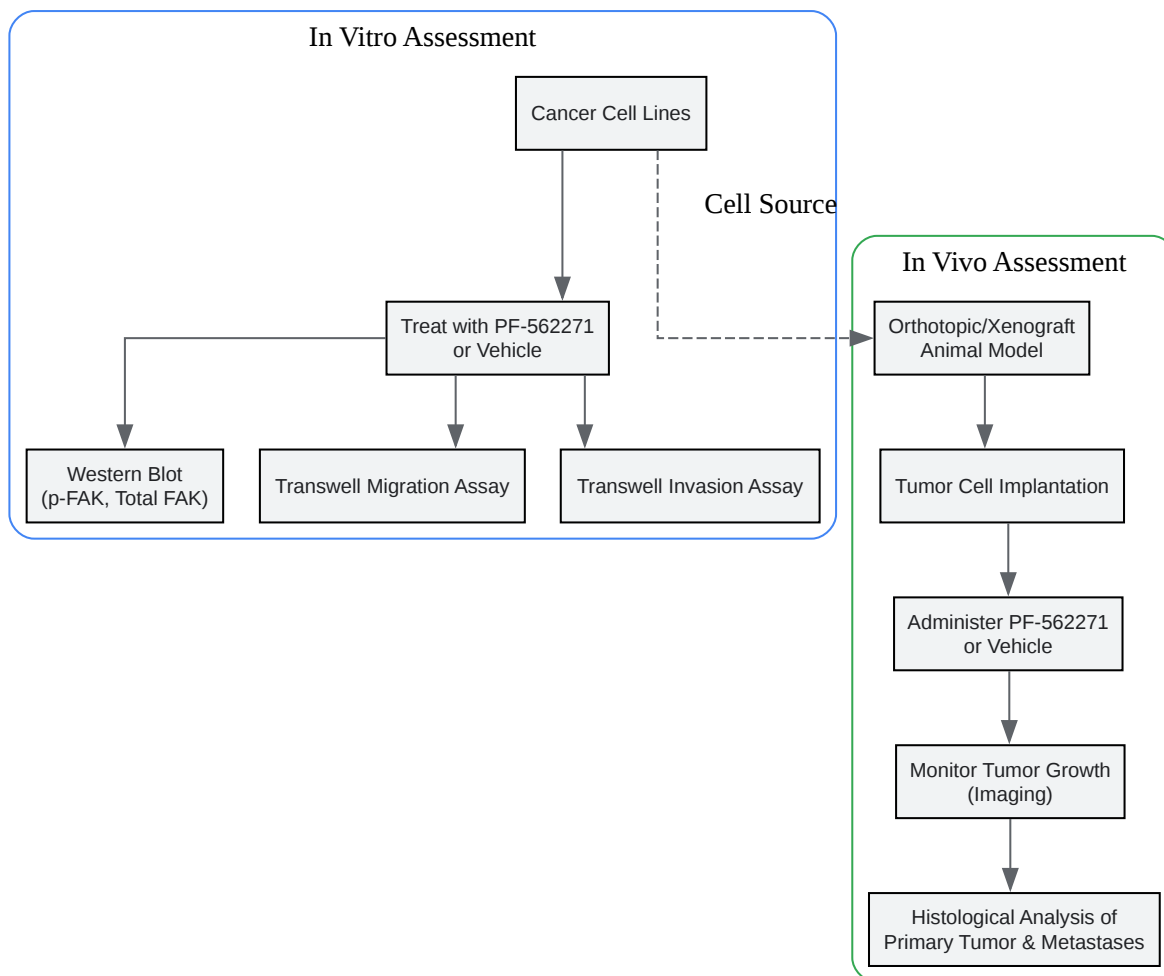 In Vitro Assessment
Cancer Cell Lines
Cell Source
Treat with PF-562271
or Vehicle
Western Blot
(p-FAK, Total FAK)
Transwell Migration Assay
Transwell Invasion Assay
In Vivo Assessment
Orthotopic/Xenograft
Animal Model
Tumor Cell Implantation
Administer PF-562271
or Vehicle
Monitor Tumor Growth
(Imaging)
Histological Analysis of
Primary Tumor & Metastases